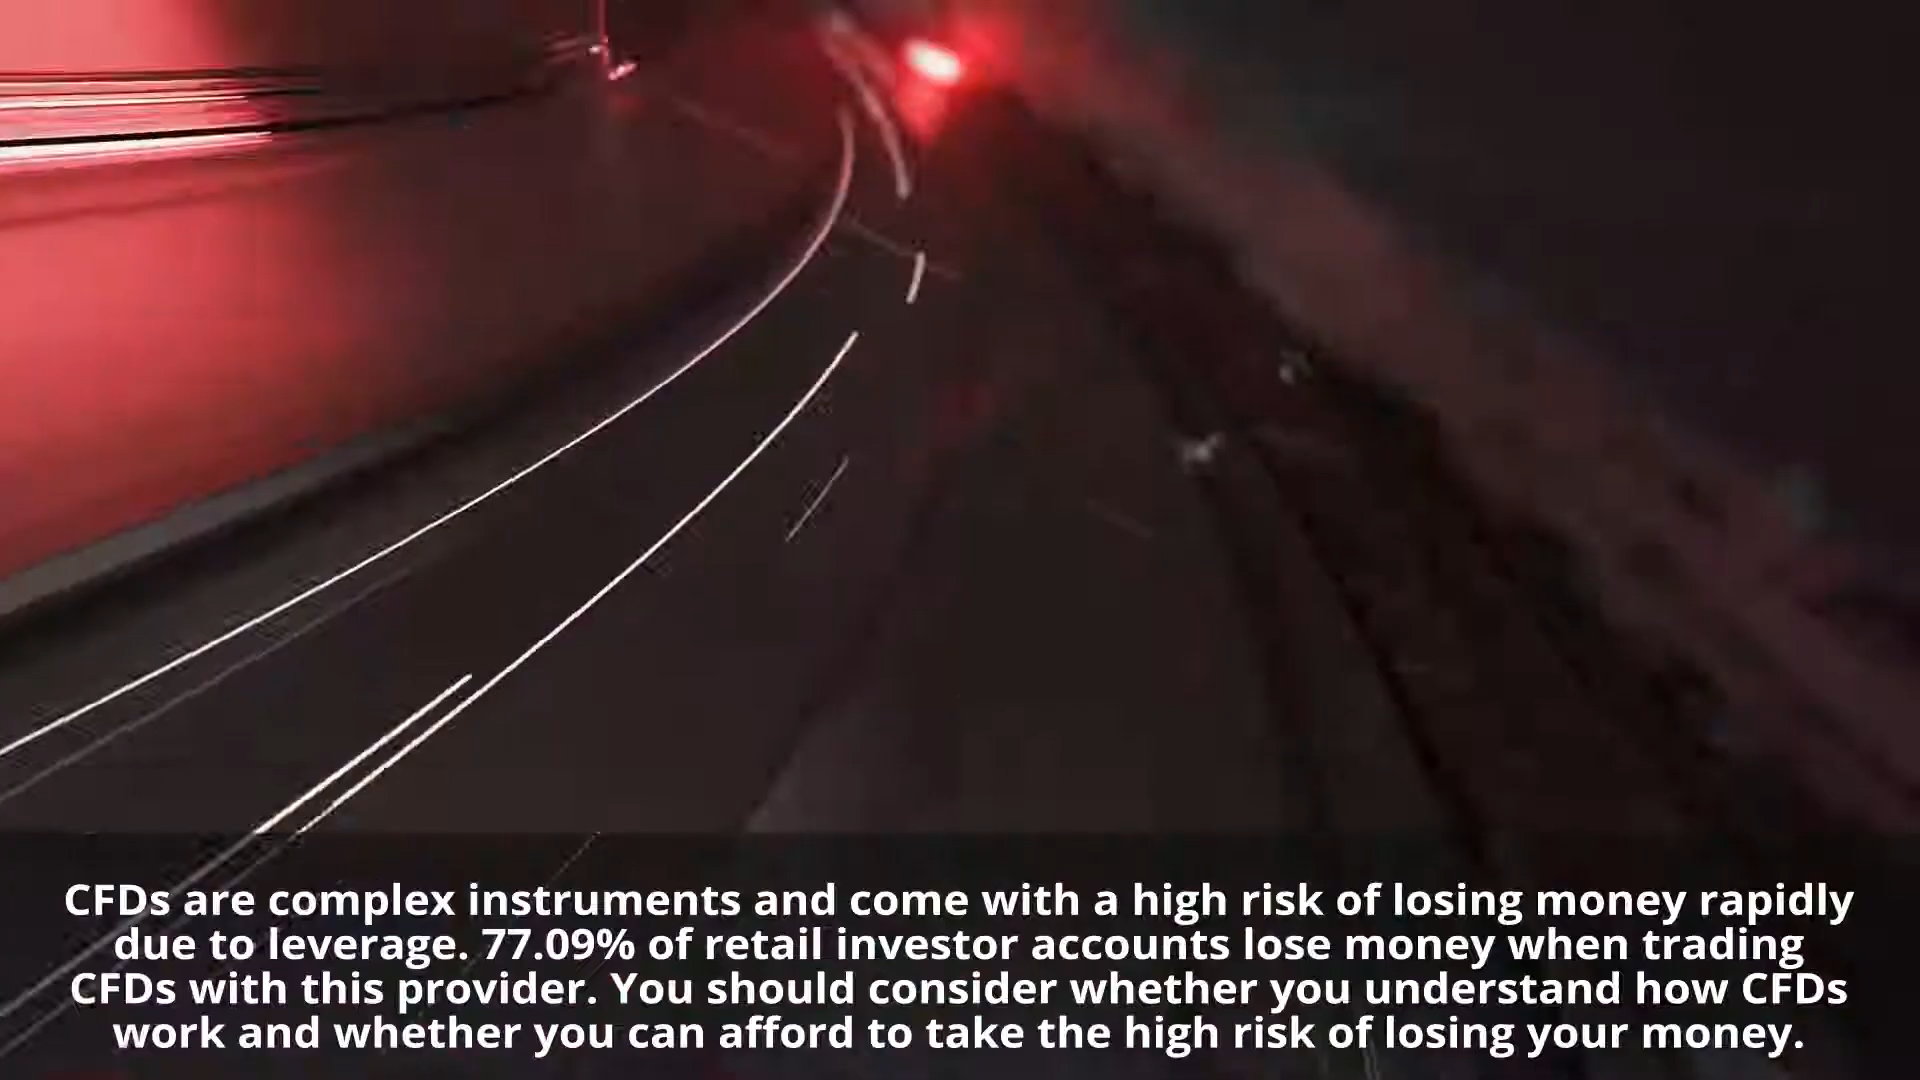 CFDs are complex instruments and come with a high risk of losing money rapidly
due to leverage. 77.09% of retail investor accounts lose money when trading
CFDs with this provider. You should consider whether you understand how CFDs
work and whether you can afford to take the high risk of losing your money.